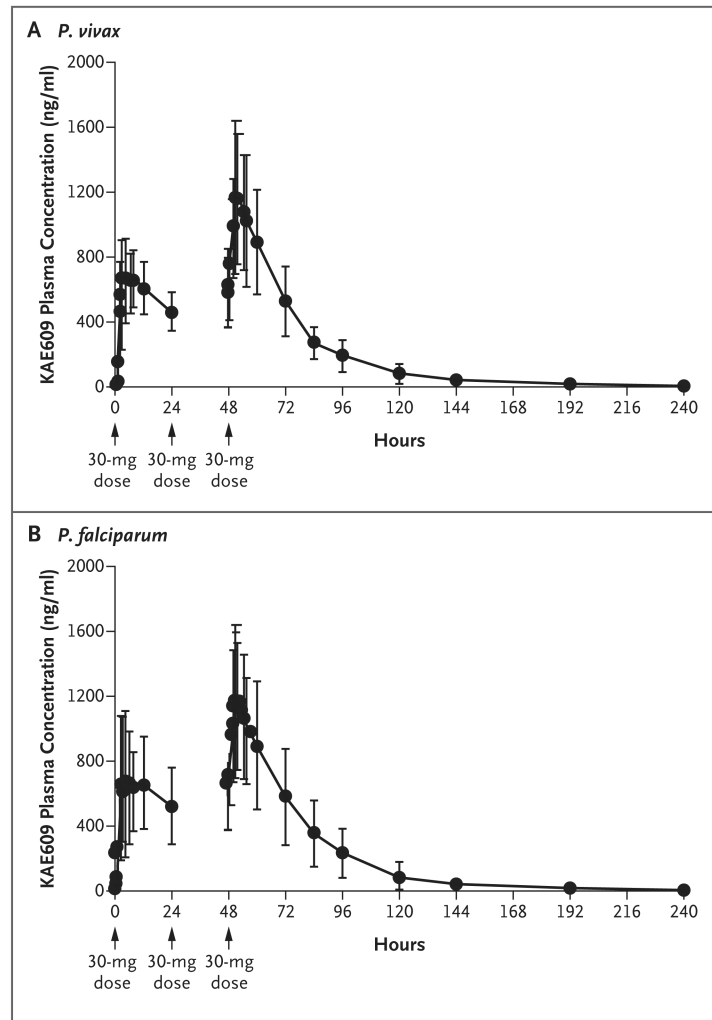 A P. vivax
KAE609 Plasma Concentration (ng/ml)
2000
1600
1200
800
400
0
0 24 48 72 96 120 144 168 192 216 240
Hours
30-mg 30-mg 30-mg
dose dose dose
B P. falciparum
KAE609 Plasma Concentration (ng/ml)
2000
1600
1200
800
400
0
0 24 48 72 96 120 144 168 192 216 240
Hours
30-mg 30-mg 30-mg
dose dose dose